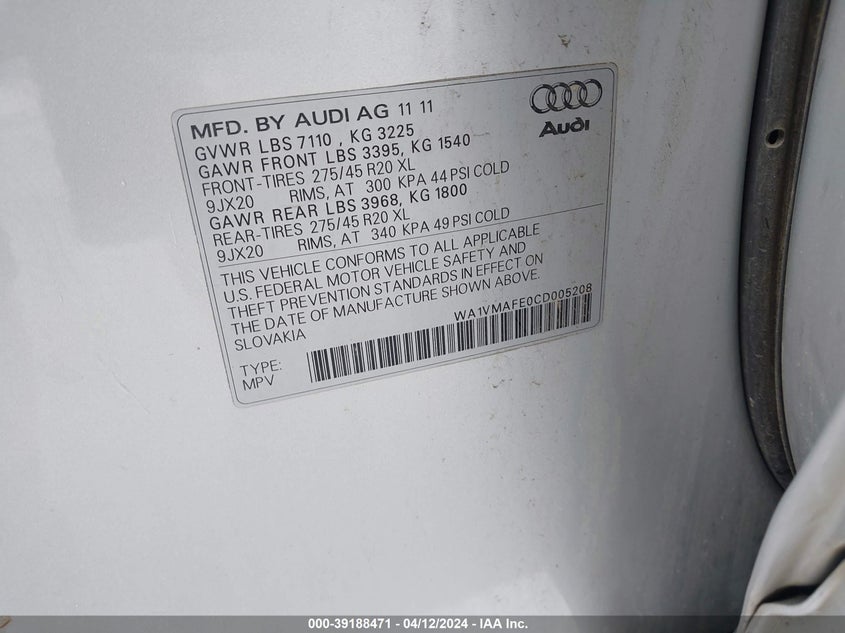 MFD. BY AUDI AG 11 11
Audi
GVWR LBS 7110 , KG 3225
GAWR FRONT LBS 3395, KG 1540
FRONT-TIRES 275/45 R20 XL
9JX20 RIMS, AT 300 KPA 44 PSI COLD
GAWR REAR LBS 3968, KG 1800
REAR-TIRES 275/45 R20 XL
9JX20 RIMS, AT 340 KPA 49 PSI COLD
THIS VEHICLE CONFORMS TO ALL APPLICABLE
U.S. FEDERAL MOTOR VEHICLE SAFETY AND
THEFT PREVENTION STANDARDS IN EFFECT ON
THE DATE OF MANUFACTURE SHOWN ABOVE.
SLOVAKIA
WA1VMAFE0CD005208
TYPE:
MPV
000-39188471 - 04/12/2024 - IAA Inc.